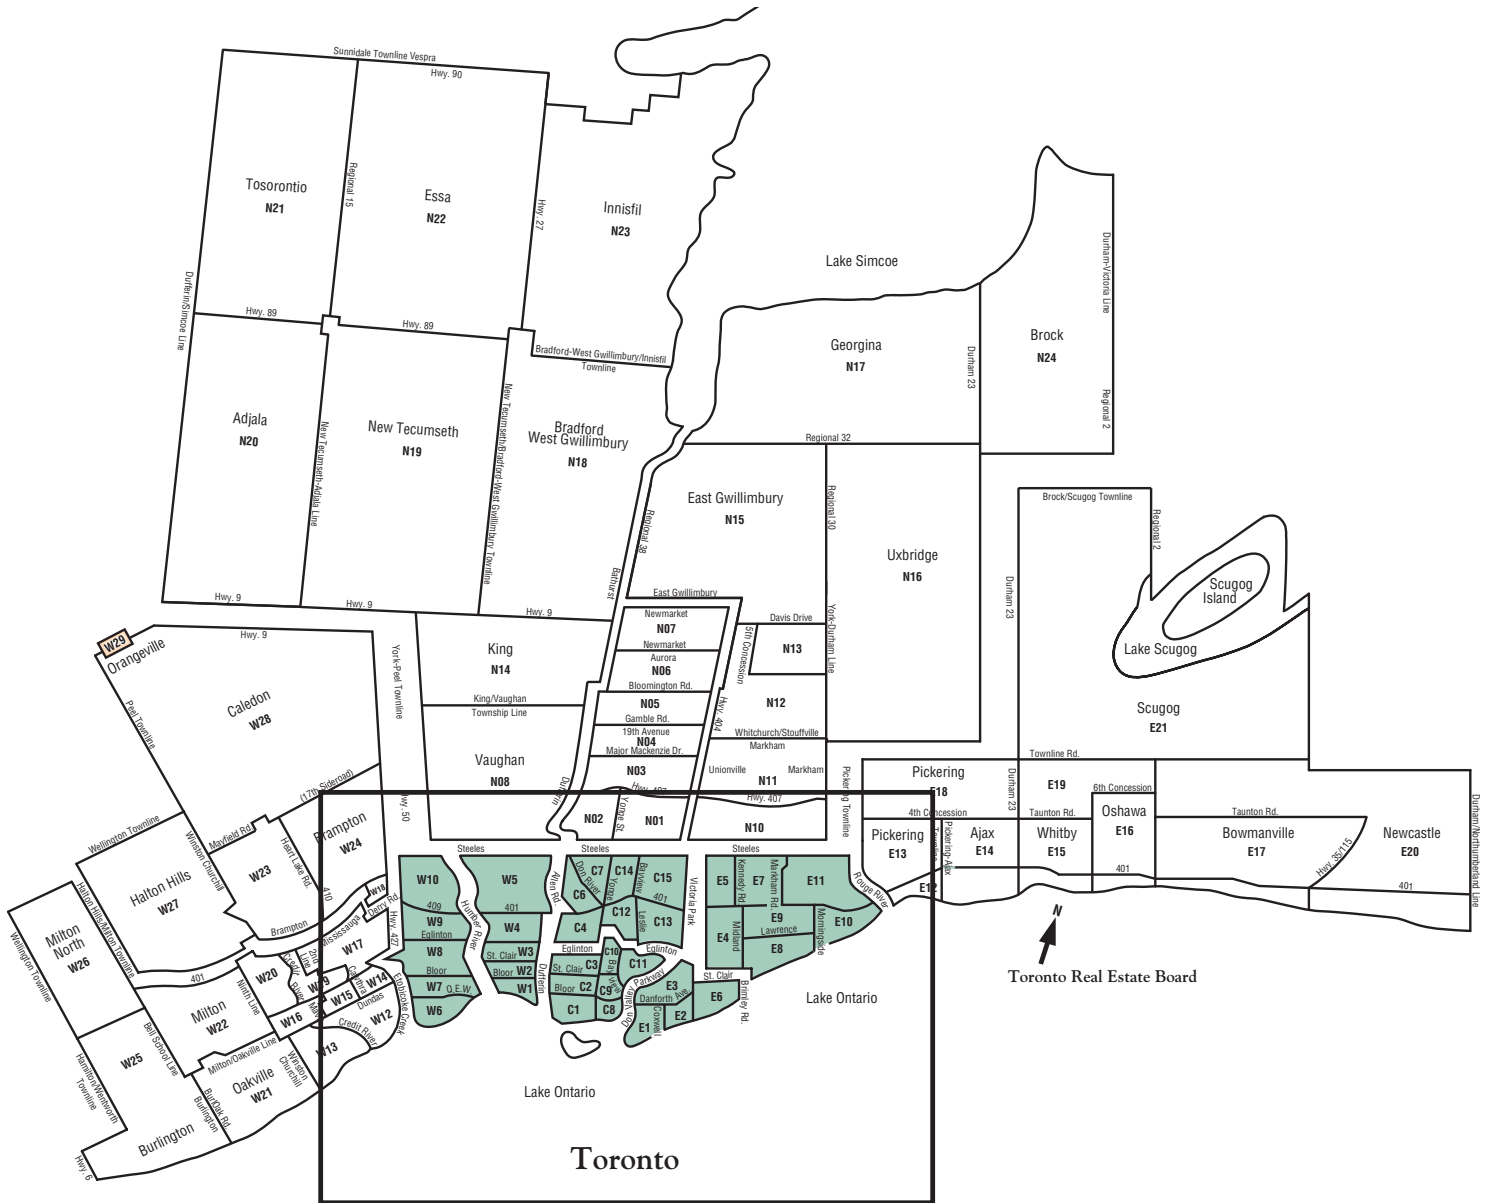 Sunnidale Townline Vespra
Hwy. 90
Tosorontio
N21
Regional 15
Essa
N22
Hwy. 27
Innisfil
N23
Lake Simcoe
Durham-Victoria Line
Dufferin/Simcoe Line
Hwy. 89
Hwy. 89
Bradford-West Gwillimbury/Innisfil
Townline
Georgina
N17
Durham 23
Brock
N24
Regional 2
Adjala
N20
New Tecumseth-Adjala Line
New Tecumseth
N19
New Tecumseth/Bradford-West Gwillimbury Townline
Bradford
West Gwillimbury
N18
Regional 32
East Gwillimbury
N15
Regional 38
Regional 30
Uxbridge
N16
Brock/Scugog Townline
Regional 2
Durham 23
Scugog
Island
Lake Scugog
Scugog
E21
Hwy. 9
Hwy. 9
Hwy. 9
Bathurst
East Gwillimbury
Newmarket
N07
Newmarket
Aurora
N06
Bloomington Rd.
N05
Gamble Rd.
19th Avenue
N04
Major Mackenzie Dr.
N03
Hwy. 407
Davis Drive
5th Concession
N13
York-Durham Line
N12
Hwy. 404
Whitchurch/Stouffville
Markham
Unionville
Markham
N11
Hwy. 407
W29
Orangeville
Hwy. 9
Peel Townline
Caledon
W28
York-Peel Townline
King
N14
King/Vaughan
Township Line
Vaughan
N08
Dufferin
(17th Sideroad)
Hwy. 50
N02
Yonge St.
N01
N10
Pickering Townline
Townline Rd.
Pickering
E18
Durham 23
E19
6th Concession
4th Concession
Taunton Rd.
Oshawa
E16
Taunton Rd.
Pickering
E13
Townline
Pickering-Ajax
Ajax
E14
Whitby
E15
Bowmanville
E17
Hwy. 35/115
Newcastle
E20
Durham/Northumberland Line
401
401
E12
Rouge River
Wellington Townline
Winston Churchill
Mayfield Rd.
Heart Lake Rd.
Brampton
W24
W23
410
Halton Hills
W27
Halton Hills/Milton Townline
Wellington Townline
Milton
North
W26
Brampton
401
W18
Derry Rd.
Mississauga
W17
Hwy. 427
2nd Line
W20
Credit River
W19
Cawthra
W14
W15
Dundas
Mavis
W16
W12
Etobicoke Creek
Credit River
W13
Ninth Line
Milton
W22
Bell School Line
Milton/Oakville Line
Winston Churchill
Oakville
W21
W25
Hamilton/Wentworth
Townline
Burl/Oak Rd.
Burlington
Burlington
Hwy. 6
Steeles
Steeles
Steeles
W10
409
W9
Eglinton
W8
Bloor
W7
Q.E.W.
W6
Humber River
W5
401
W4
St. Clair
W3
Bloor
W2
W1
Allen Rd.
Dufferin
Don River
C7
C6
C4
C14
Yonge
C12
Bayview
C15
401
Leslie
C13
Victoria Park
Eglinton
Eglinton
C3
St. Clair
C10
Bayview
C11
Bloor
C2
C9
C1
C8
Don Valley Parkway
E3
Danforth Ave.
E1
Coxwell
E2
St. Clair
E6
Brimley Rd.
E5
Kennedy Rd
E7
Markham Rd.
E11
E9
Lawrence
E8
E4
Midland
Morningside
E10
N
Toronto Real Estate Board
Lake Ontario
Lake Ontario
Toronto